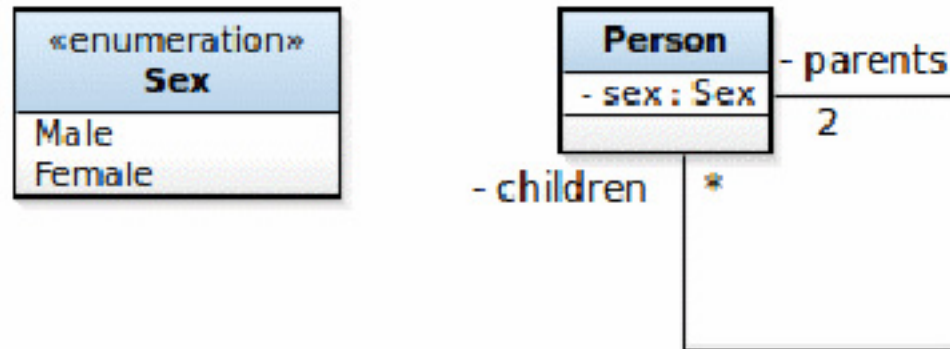 «enumeration»
Sex
Male
Female
Person
- sex : Sex
- parents
2
- children
*